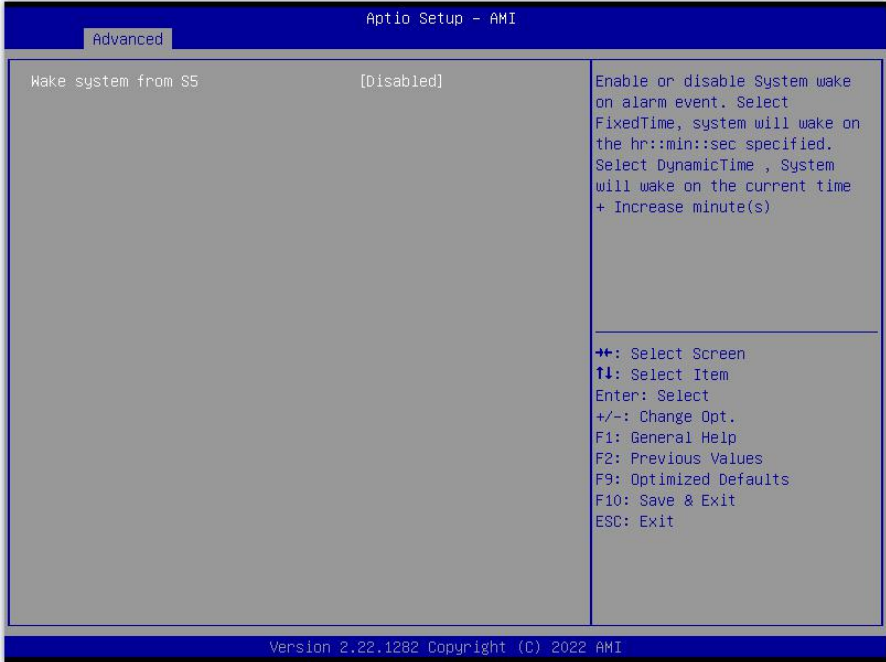 Aptio Setup – AMI
Advanced
Wake system from S5 [Disabled]
Enable or disable System wake
on alarm event. Select
FixedTime, system will wake on
the hr::min::sec specified.
Select DynamicTime , System
will wake on the current time
+ Increase minute(s)
→←: Select Screen
↑↓: Select Item
Enter: Select
+/-: Change Opt.
F1: General Help
F2: Previous Values
F9: Optimized Defaults
F10: Save & Exit
ESC: Exit
Version 2.22.1282 Copyright (C) 2022 AMI